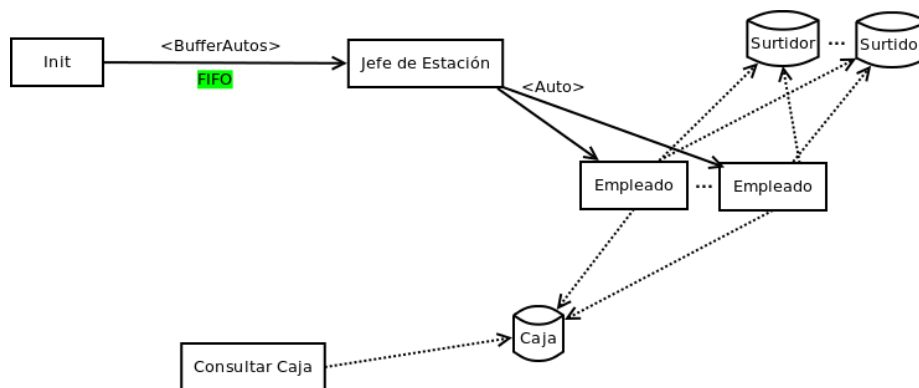 <BufferAutos>
FIFO
Init
Jefe de Estación
<Auto>
Surtidor
...
Surtido
Empleado
...
Empleado
Caja
Consultar Caja